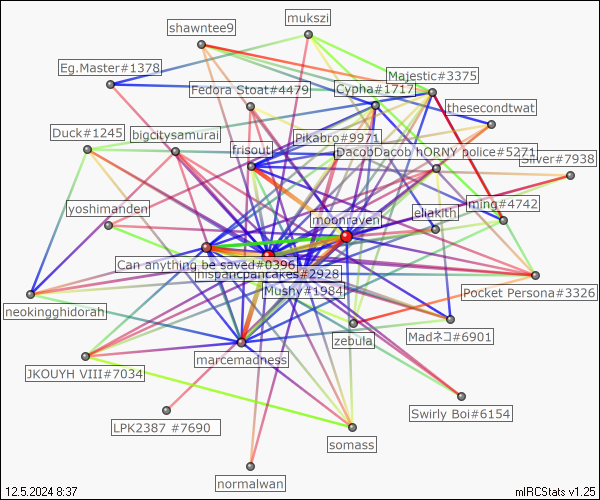 mukszi
shawntee9
Eg.Master#1378
Majestic#3375
Fedora Stoat#4479
Cypha#1717
thesecondtwat
Duck#1245
bigcitysamurai
Pikabro#9971
frisout
DacobDacob hORNY police#5271
Silver#7938
yoshimanden
ming#4742
eliakith
moonraven
Can anything be saved#0396
hispanicpancakes#2928
Mushy#1984
Pocket Persona#3326
neokingghidorah
zebula
Madネコ#6901
marcemadness
JKOUYH VIII#7034
Swirly Boi#6154
LPK2387 #7690
somass
normalwan
12.5.2024 8:37
mIRCStats v1.25